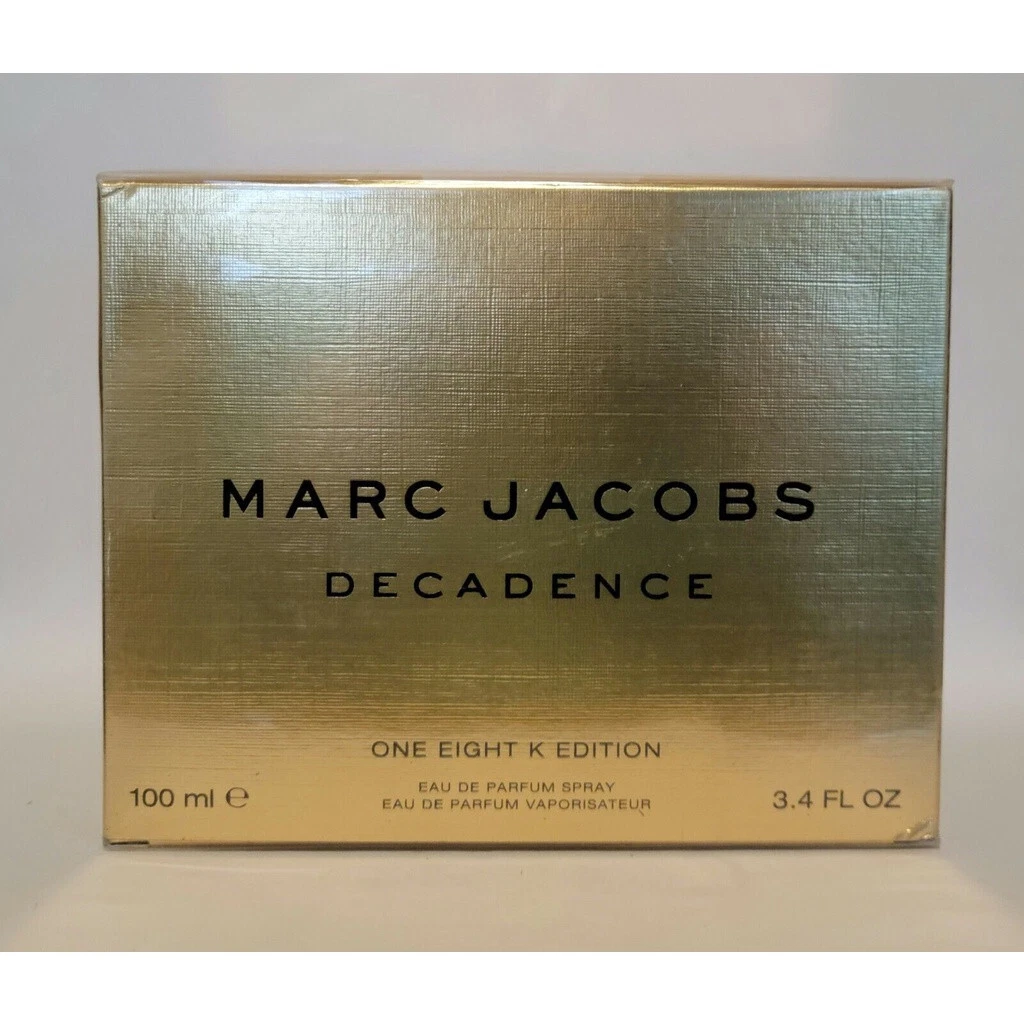 MARC JACOBS
DECADENCE
ONE EIGHT K EDITION
EAU DE PARFUM SPRAY
EAU DE PARFUM VAPORISATEUR
100 ml ℮
3.4 FL OZ